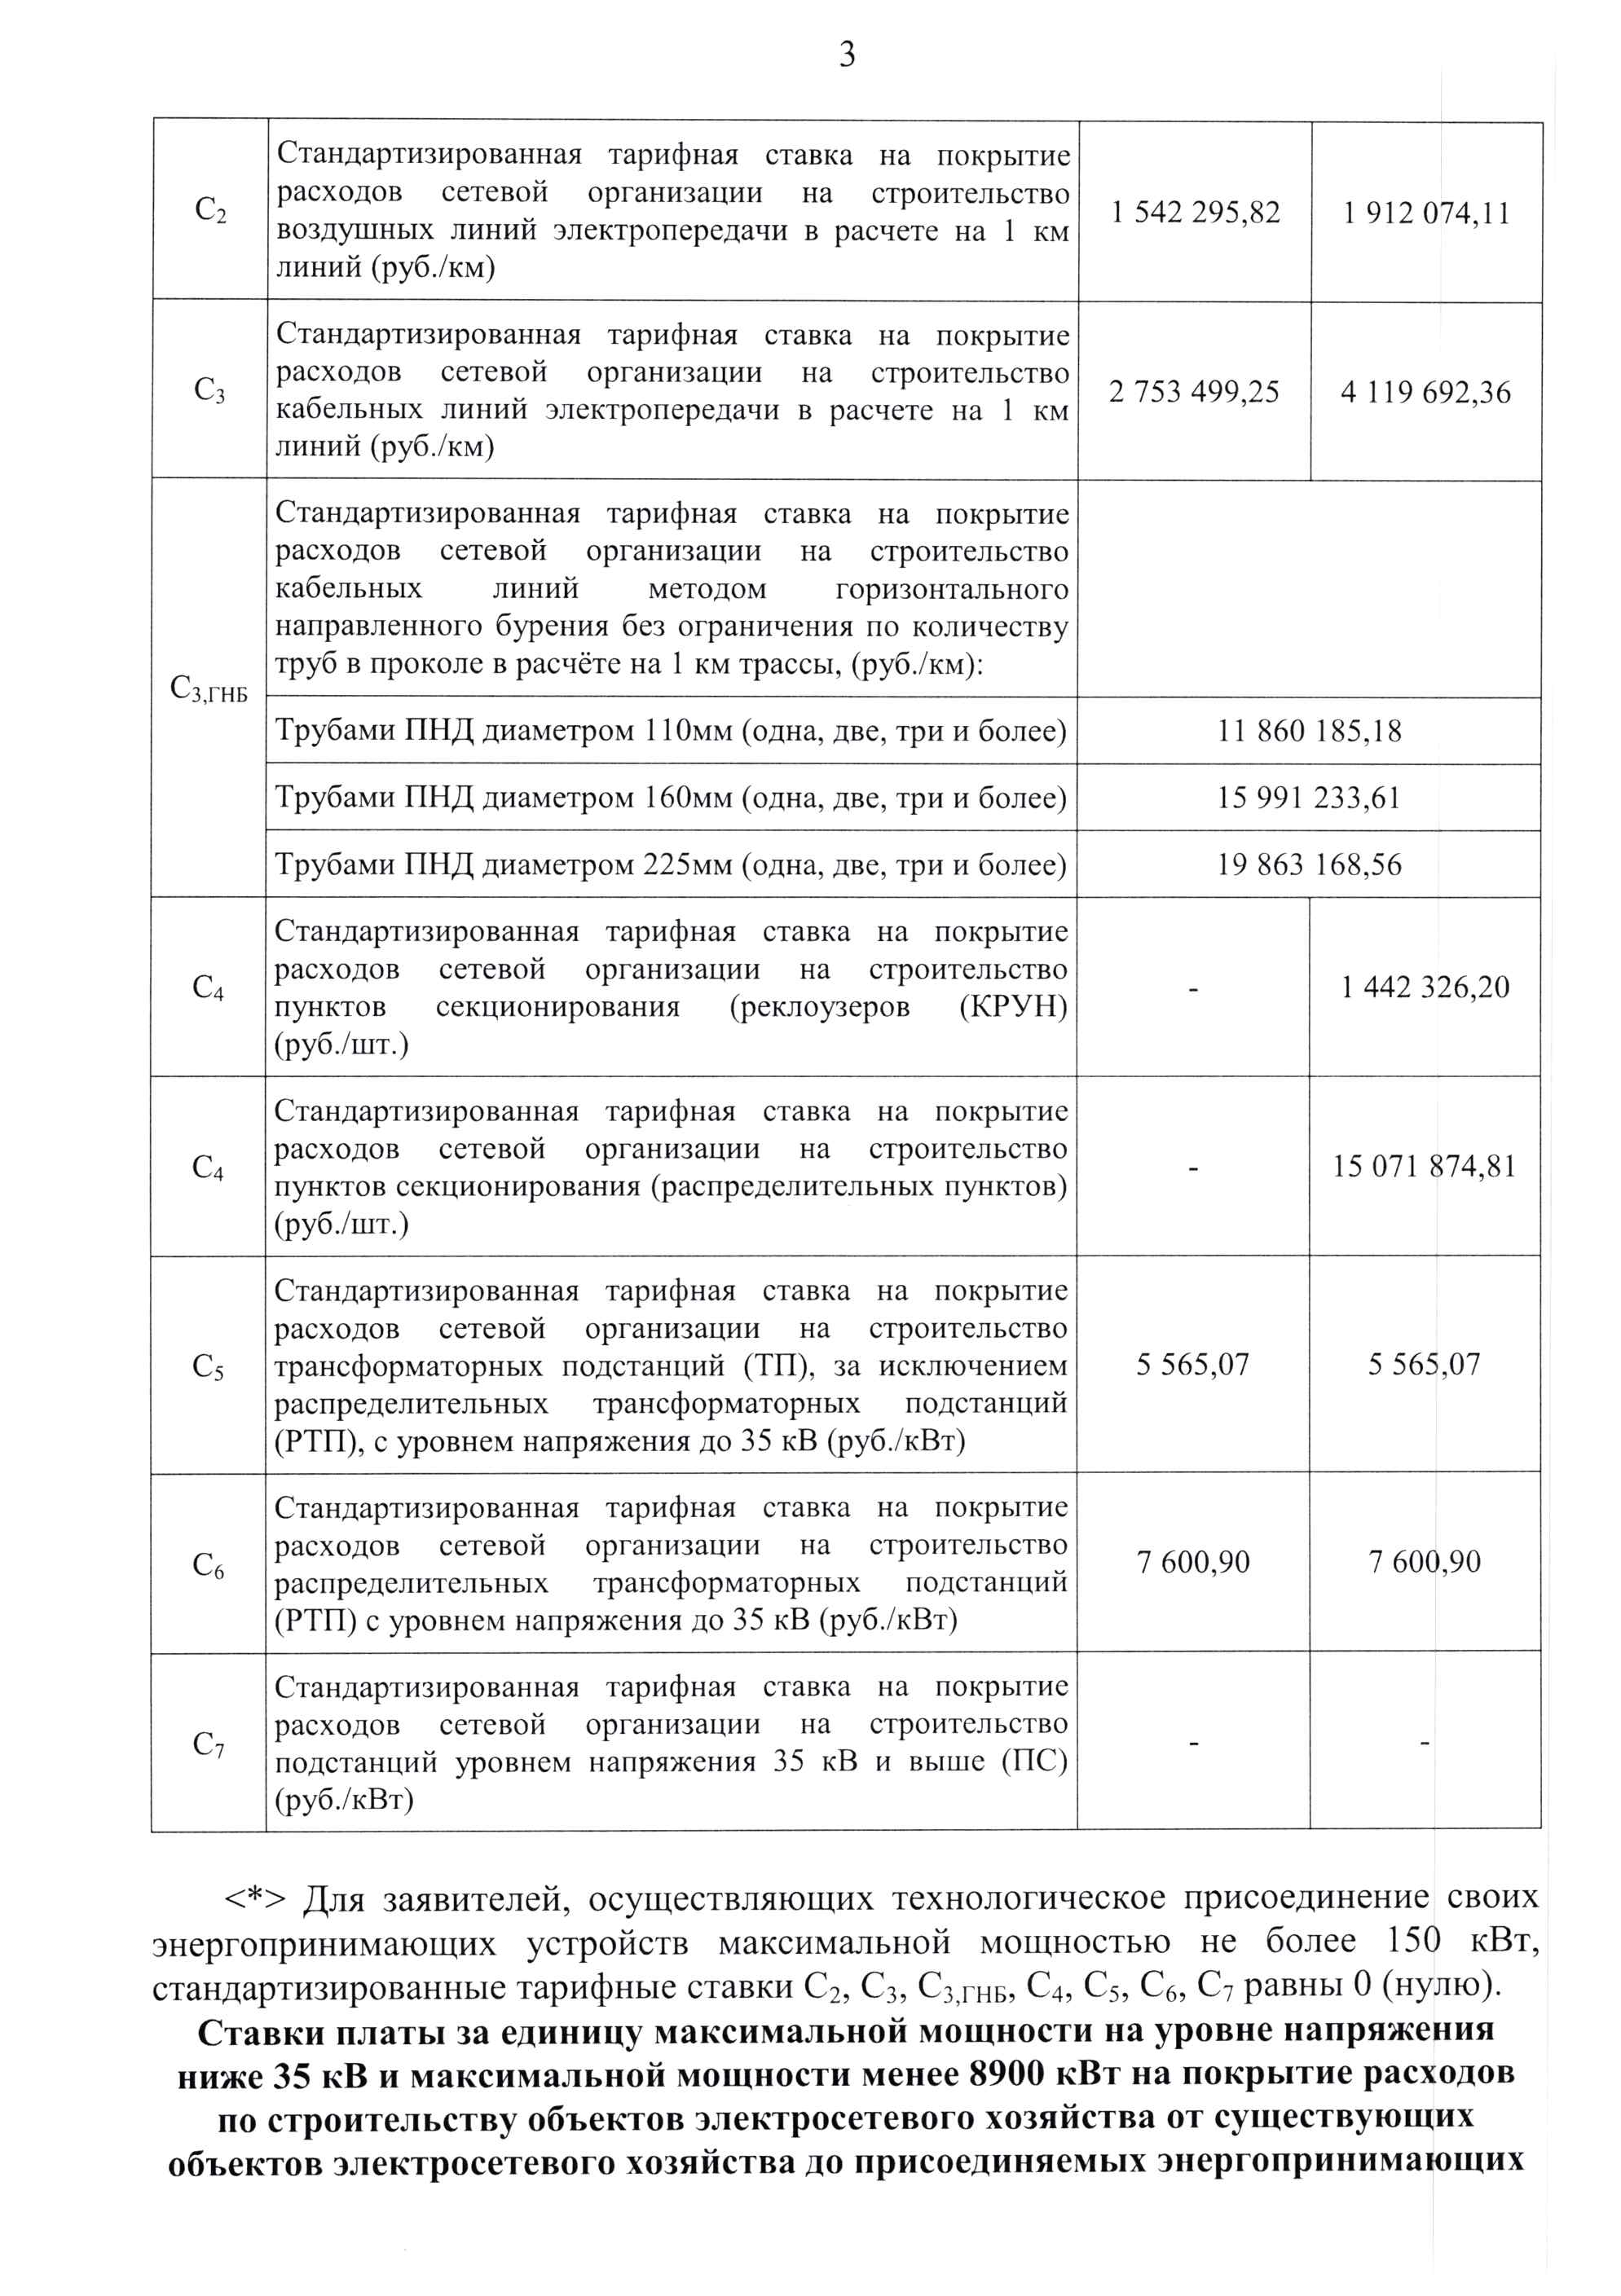 3
С2
Стандартизированная тарифная ставка на покрытие
расходов сетевой организации на строительство
воздушных линий электропередачи в расчете на 1 км
линий (руб./км)
1 542 295,82
1 912 074,11
С3
Стандартизированная тарифная ставка на покрытие
расходов сетевой организации на строительство
кабельных линий электропередачи в расчете на 1 км
линий (руб./км)
2 753 499,25
4 119 692,36
С3,ГНБ
Стандартизированная тарифная ставка на покрытие
расходов сетевой организации на строительство
кабельных линий методом горизонтального
направленного бурения без ограничения по количеству
труб в проколе в расчёте на 1 км трассы, (руб./км):
Трубами ПНД диаметром 110мм (одна, две, три и более)
11 860 185,18
Трубами ПНД диаметром 160мм (одна, две, три и более)
15 991 233,61
Трубами ПНД диаметром 225мм (одна, две, три и более)
19 863 168,56
С4
Стандартизированная тарифная ставка на покрытие
расходов сетевой организации на строительство
пунктов секционирования (реклоузеров (КРУН)
(руб./шт.)
-
1 442 326,20
С4
Стандартизированная тарифная ставка на покрытие
расходов сетевой организации на строительство
пунктов секционирования (распределительных пунктов)
(руб./шт.)
-
15 071 874,81
С5
Стандартизированная тарифная ставка на покрытие
расходов сетевой организации на строительство
трансформаторных подстанций (ТП), за исключением
распределительных трансформаторных подстанций
(РТП), с уровнем напряжения до 35 кВ (руб./кВт)
5 565,07
5 565,07
С6
Стандартизированная тарифная ставка на покрытие
расходов сетевой организации на строительство
распределительных трансформаторных подстанций
(РТП) с уровнем напряжения до 35 кВ (руб./кВт)
7 600,90
7 600,90
С7
Стандартизированная тарифная ставка на покрытие
расходов сетевой организации на строительство
подстанций уровнем напряжения 35 кВ и выше (ПС)
(руб./кВт)
-
-
<*> Для заявителей, осуществляющих технологическое присоединение своих
энергопринимающих устройств максимальной мощностью не более 150 кВт,
стандартизированные тарифные ставки С2, С3, С3,ГНБ, С4, С5, С6, С7 равны 0 (нулю).
Ставки платы за единицу максимальной мощности на уровне напряжения
ниже 35 кВ и максимальной мощности менее 8900 кВт на покрытие расходов
по строительству объектов электросетевого хозяйства от существующих
объектов электросетевого хозяйства до присоединяемых энергопринимающих